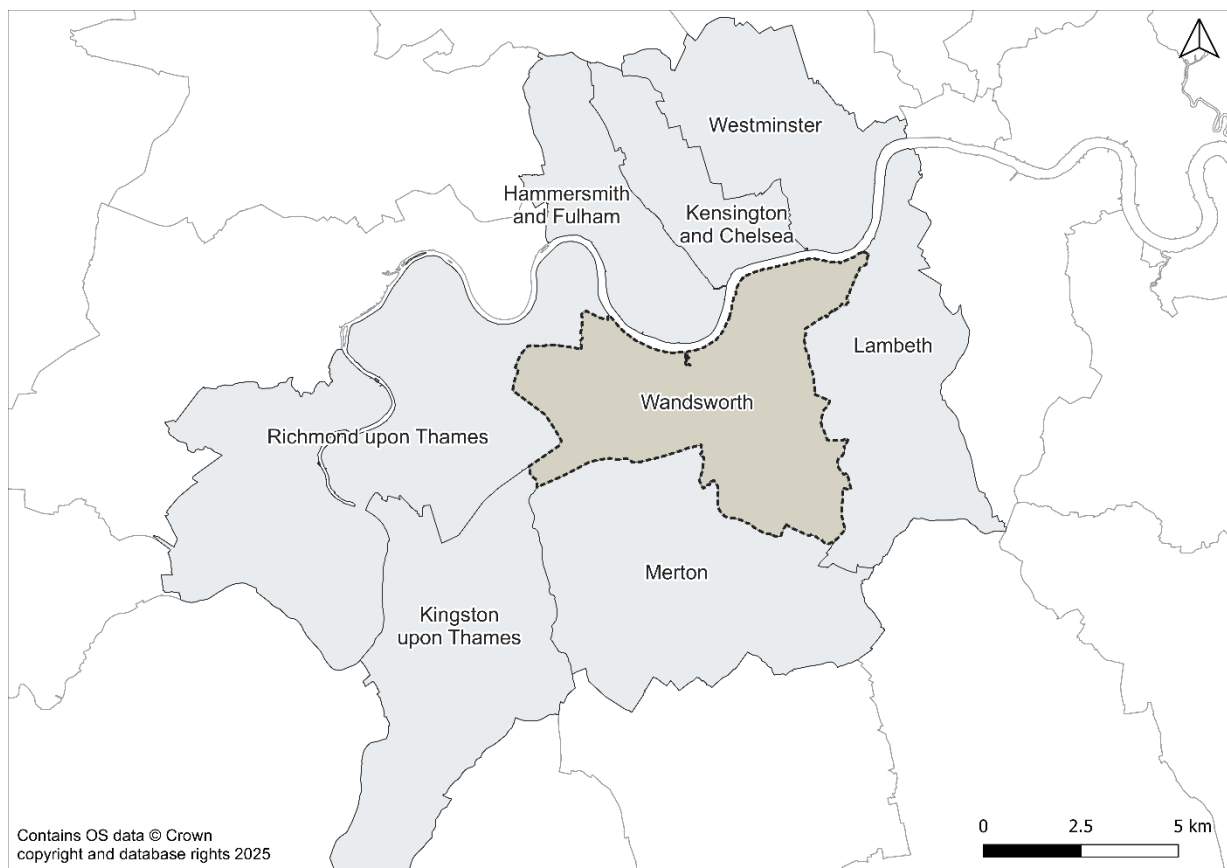 Westminster
Hammersmith
and Fulham
Kensington
and Chelsea
Lambeth
Wandsworth
Richmond upon Thames
Merton
Kingston
upon Thames
Contains OS data © Crown
copyright and database rights 2025
0 2.5 5 km